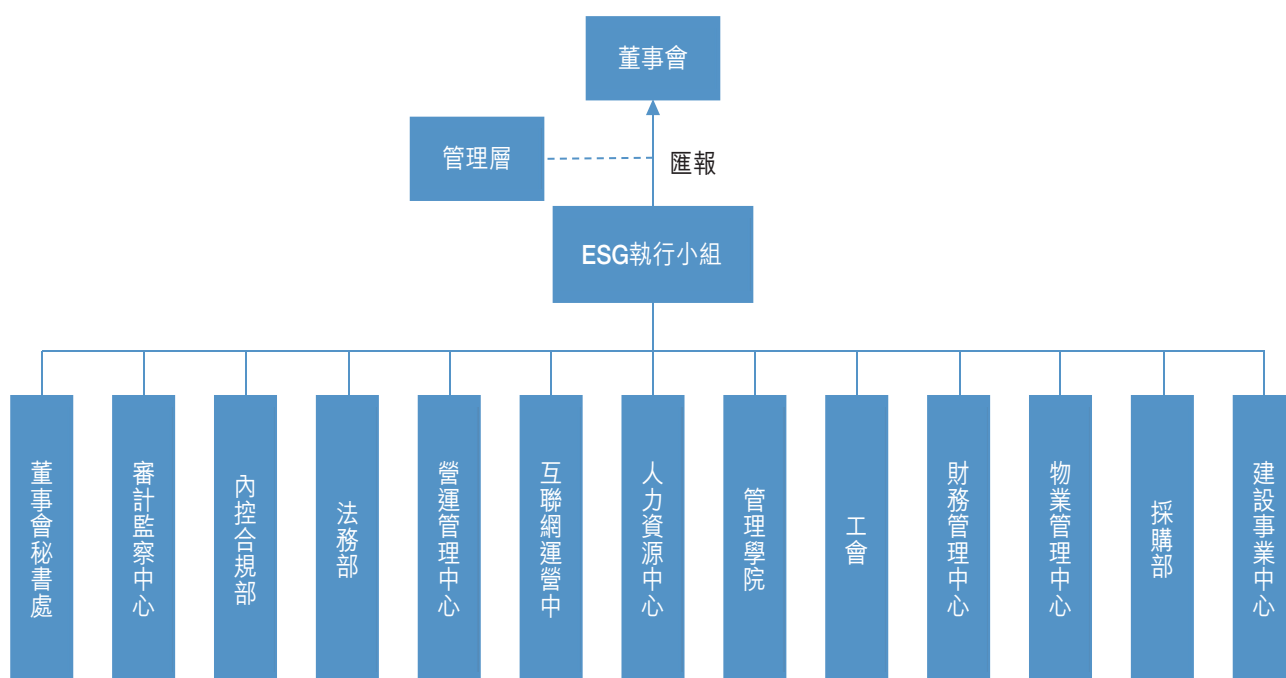 董事會
管理層
匯報
ESG執行小組
董事會秘書處
審計監察中心
內控合規部
法務部
營運管理中心
互聯網運營中
人力資源中心
管理學院
工會
財務管理中心
物業管理中心
採購部
建設事業中心